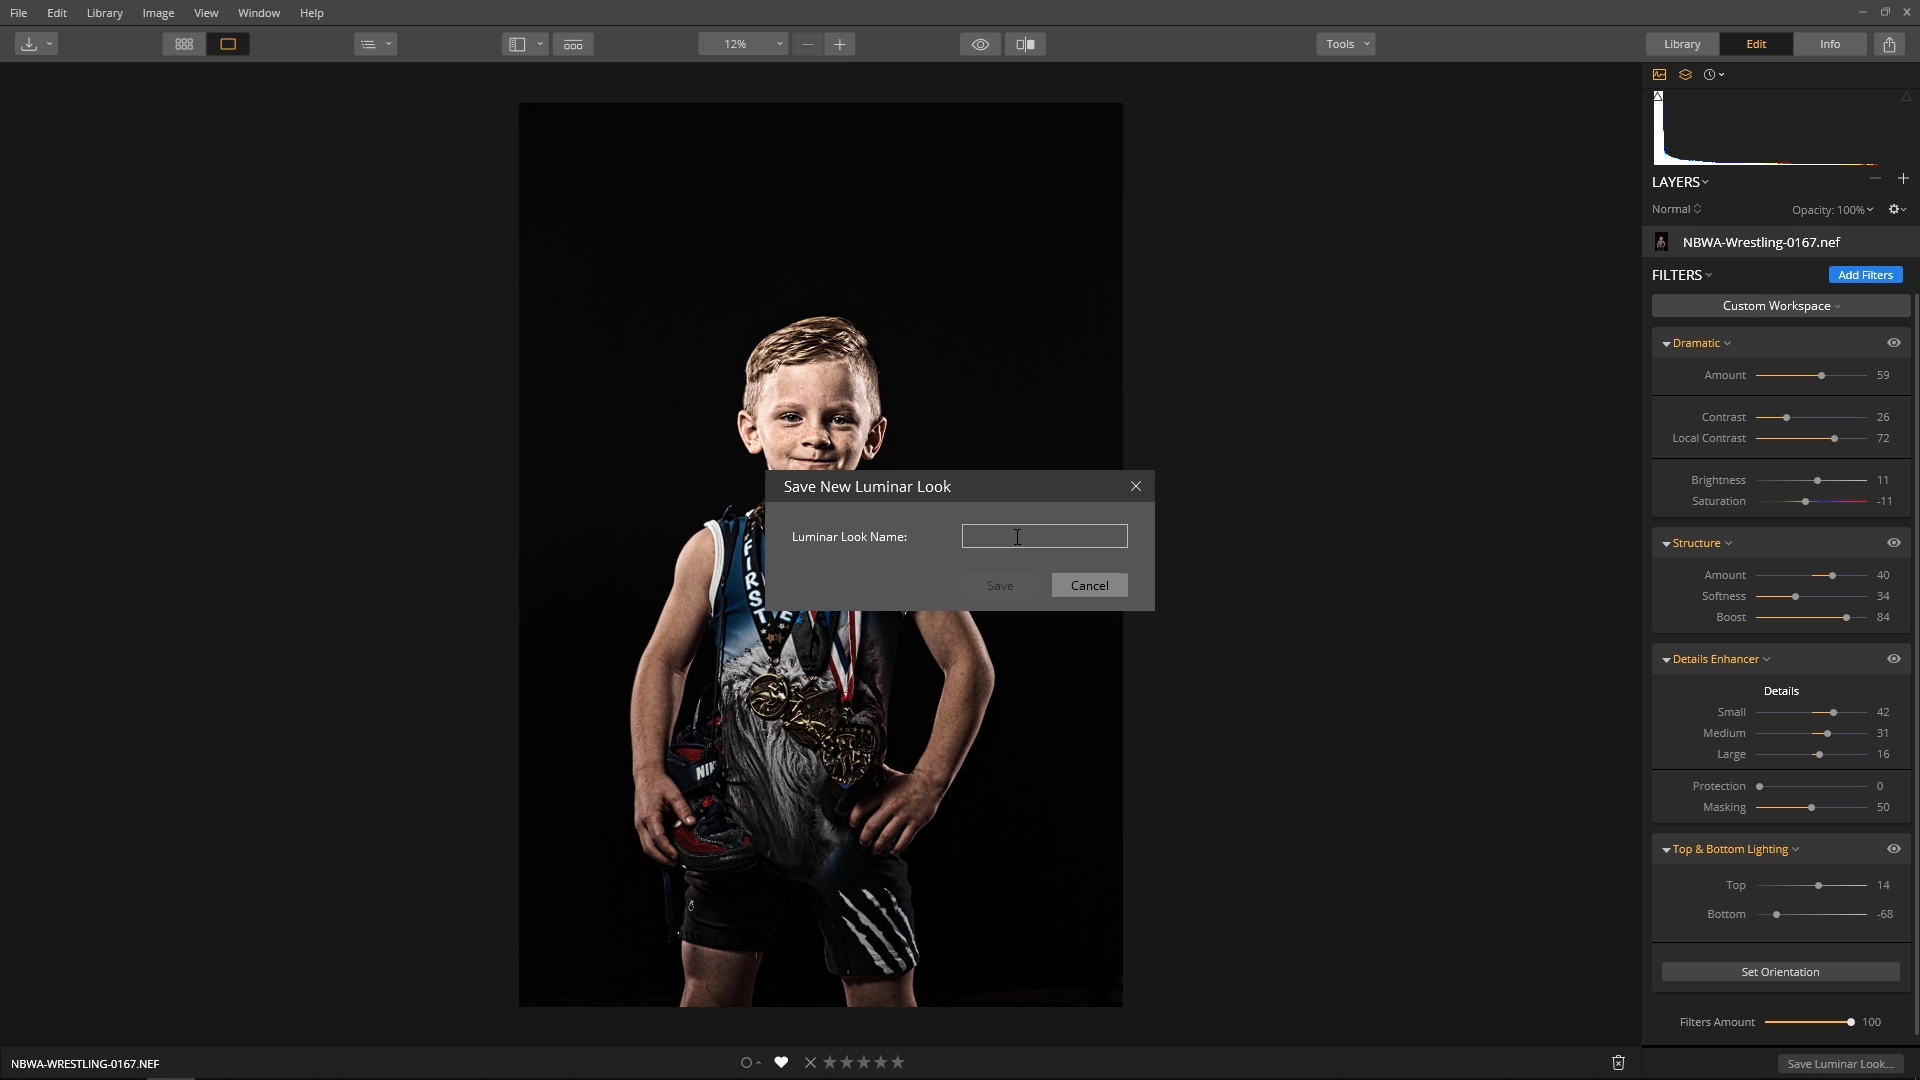 File Edit Library Image View Window Help
12% Tools Library Edit Info
LAYERS
Normal Opacity: 100%
NBWA-Wrestling-0167.nef
FILTERS Add Filters
Custom Workspace
Dramatic
Amount 59
Contrast 26
Local Contrast 72
Brightness 11
Saturation -11
Structure
Amount 40
Softness 34
Boost 84
Details Enhancer
Details
Small 42
Medium 31
Large 16
Protection 0
Masking 50
Top & Bottom Lighting
Top 14
Bottom -68
Set Orientation
Filters Amount 100
Save Luminar Look...
Save New Luminar Look
Luminar Look Name:
Save Cancel
FIRST
NBWA-WRESTLING-0167.NEF